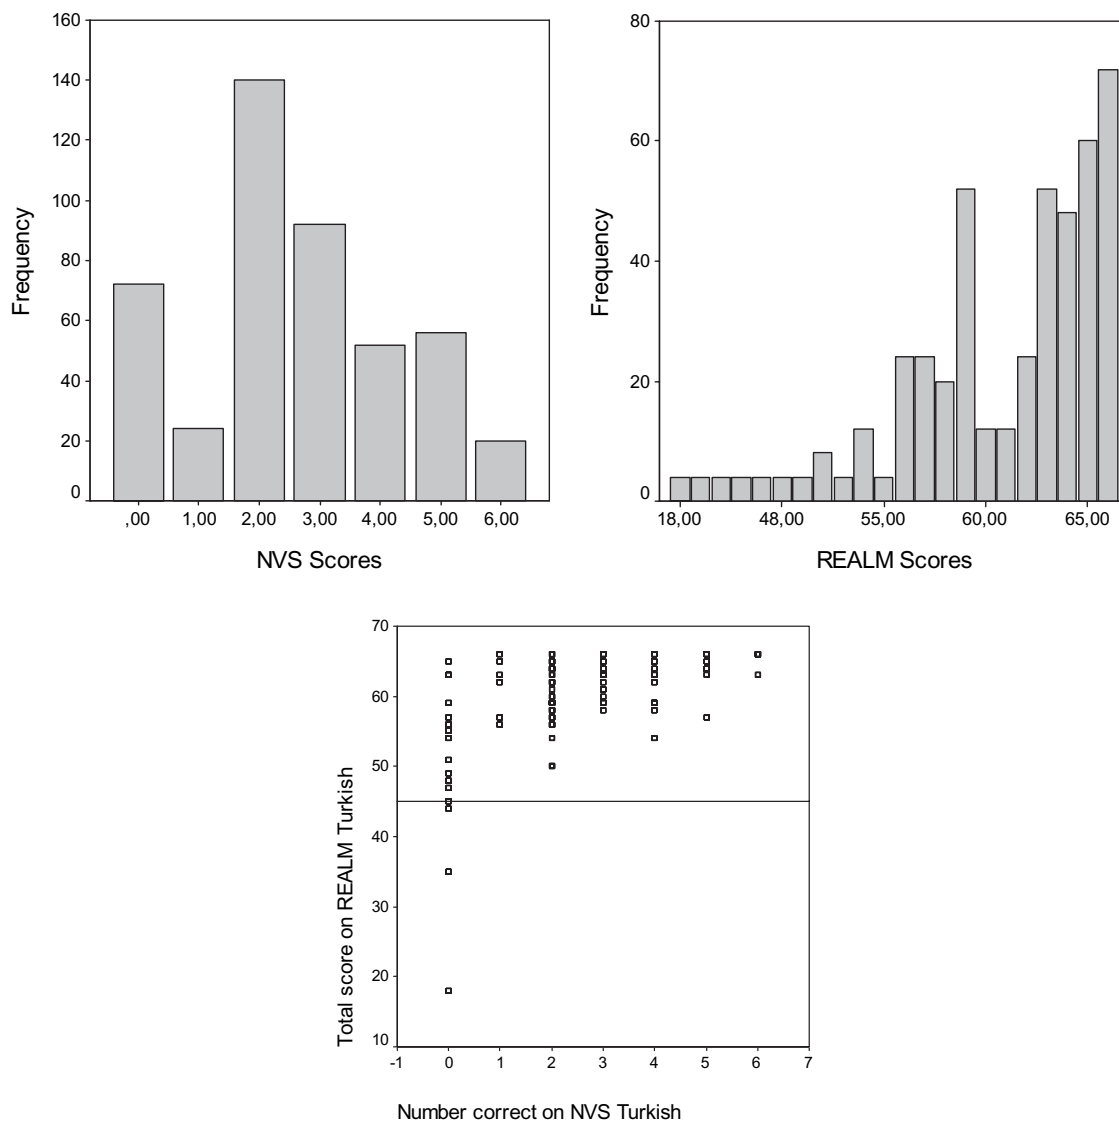 160
140
120
100
80
60
40
20
0
Frequency
,00 1,00 2,00 3,00 4,00 5,00 6,00
NVS Scores
80
60
40
20
0
Frequency
18,00 48,00 55,00 60,00 65,00
REALM Scores
70
60
50
40
30
20
10
Total score on REALM Turkish
-1 0 1 2 3 4 5 6 7
Number correct on NVS Turkish